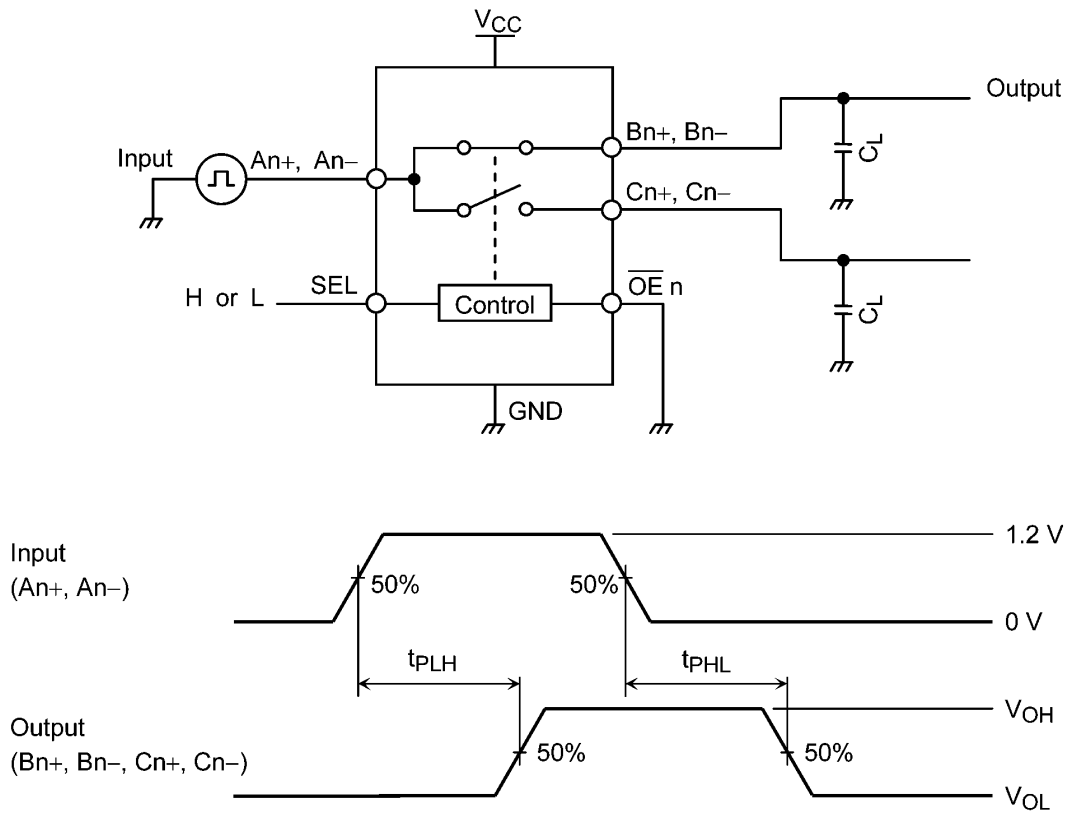 VCC
Output
Bn+, Bn−
CL
Input
An+, An−
Cn+, Cn−
SEL
OE n
H or L
Control
CL
GND
1.2 V
Input
(An+, An−)
50%
50%
0 V
tPLH
tPHL
VOH
Output
(Bn+, Bn−, Cn+, Cn−)
50%
50%
VOL